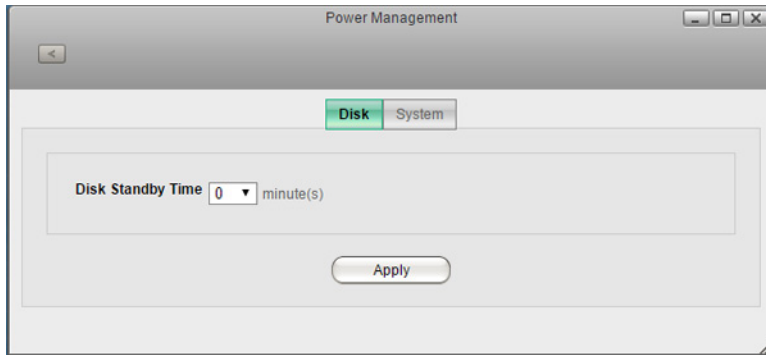 Power Management
<
Disk System
Disk Standby Time 0 minute(s)
Apply